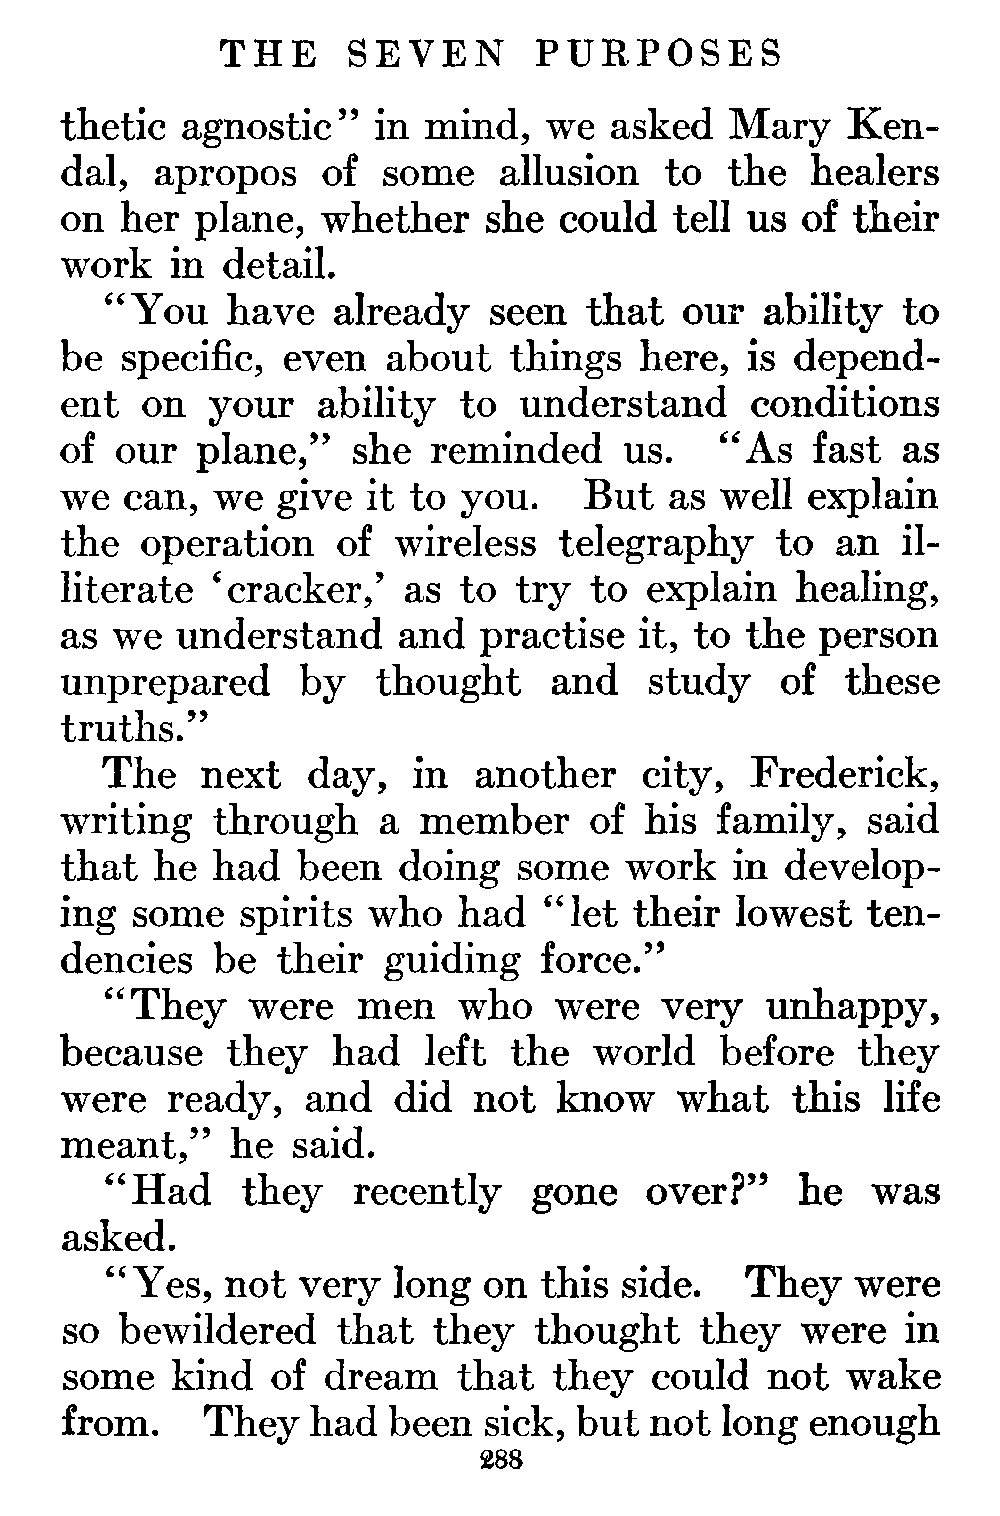 THE SEVEN PURPOSES
thetic agnostic” in mind, we asked Mary Ken-
dal, apropos of some allusion to the healers
on her plane, whether she could tell us of their
work in detail.
“You have already seen that our ability to
be specific, even about things here, is depend-
ent on your ability to understand conditions
of our plane,” she reminded us. “As fast as
we can, we give it to you. But as well explain
the operation of wireless telegraphy to an il-
literate ‘cracker,’ as to try to explain healing,
as we understand and practise it, to the person
unprepared by thought and study of these
truths.”
The next day, in another city, Frederick,
writing through a member of his family, said
that he had been doing some work in develop-
ing some spirits who had “let their lowest ten-
dencies be their guiding force.”
“They were men who were very unhappy,
because they had left the world before they
were ready, and did not know what this life
meant,” he said.
“Had they recently gone over?” he was
asked.
“Yes, not very long on this side. They were
so bewildered that they thought they were in
some kind of dream that they could not wake
from. They had been sick, but not long enough
288